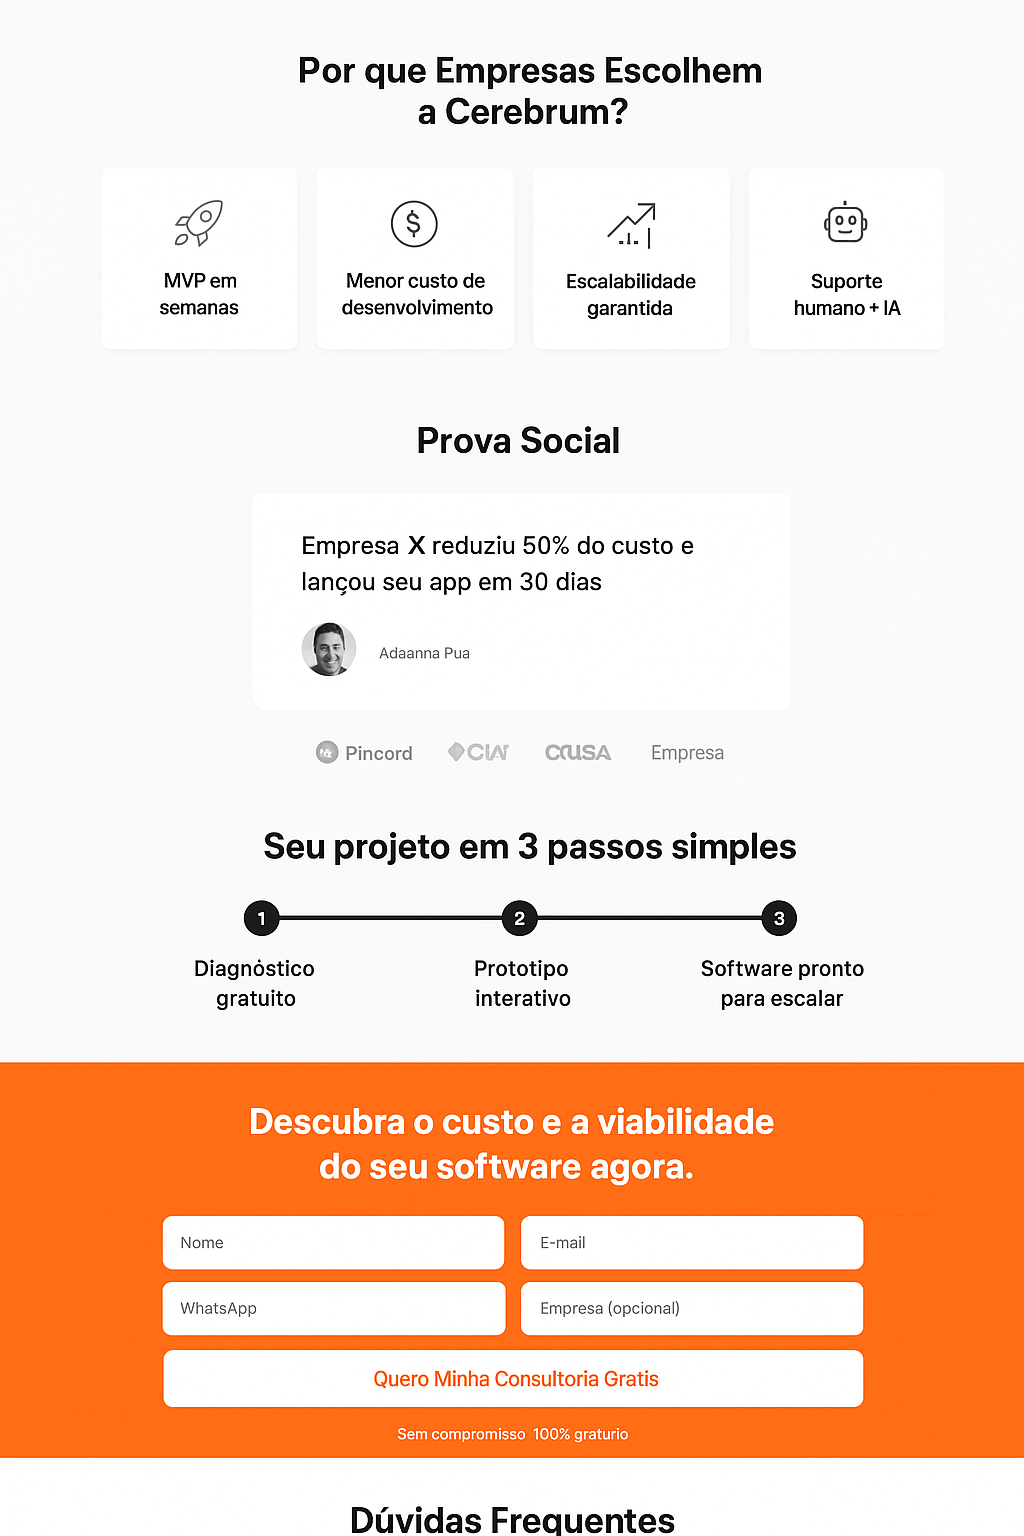 Por que Empresas Escolhem
a Cerebrum?
MVP em
semanas
Menor custo de
desenvolvimento
Escalabilidade
garantida
Suporte
humano + IA
Prova Social
Empresa X reduziu 50% do custo e
lançou seu app em 30 dias
Adaanna Pua
Pincord
Empresa
Seu projeto em 3 passos simples
1
2
3
Diagnóstico
gratuito
Prototipo
interativo
Software pronto
para escalar
Descubra o custo e a viabilidade
do seu software agora.
Nome
E-mail
WhatsApp
Empresa (opcional)
Quero Minha Consultoria Gratis
Sem compromisso 100% graturio
Dúvidas Frequentes